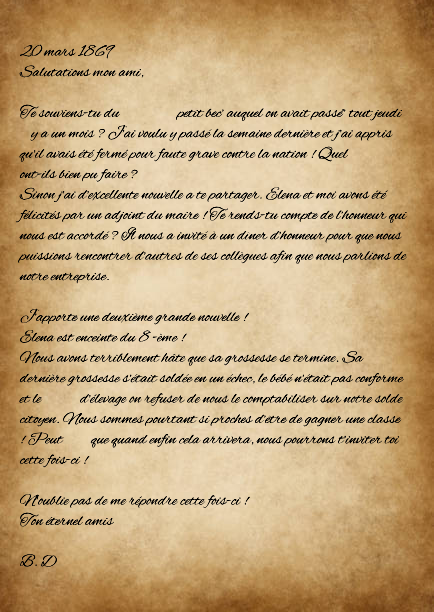 20 mars 1869
Salutations mon ami,
Te souviens-tu du petit bec' auquel on avait passé" tout jeudi
y a un mois ? J'ai voulu y passé la semaine dernière et j'ai appris
qu'il avais été fermé pour faute grave contre la nation ! Quel
ont-ils bien pu faire ?
Sinon j'ai d'excellente nouvelle a te partager. Elena et moi avons été
félicités par un adjoint du maire ! Te rends-tu compte de l'honneur qui
nous est accordé ? Il nous a invité à un diner d'honneur pour que nous
puissions rencontrer d'autres de ses collègues afin que nous parlions de
notre entreprise.
J'apporte une deuxième grande nouvelle !
Elena est enceinte du 8 -ème !
Nous avons terriblement hâte que sa grossesse se termine. Sa
dernière grossesse s'était soldée en un échec, le bébé n'était pas conforme
et le d'élevage on refuser de nous le comptabiliser sur notre solde
citoyen. Nous sommes pourtant si proches d'être de gagner une classe
! Peut que quand enfin cela arrivera, nous pourrons t'inviter toi
cette fois-ci !
N'oublie pas de me répondre cette fois-ci !
Ton éternel amis
B.D